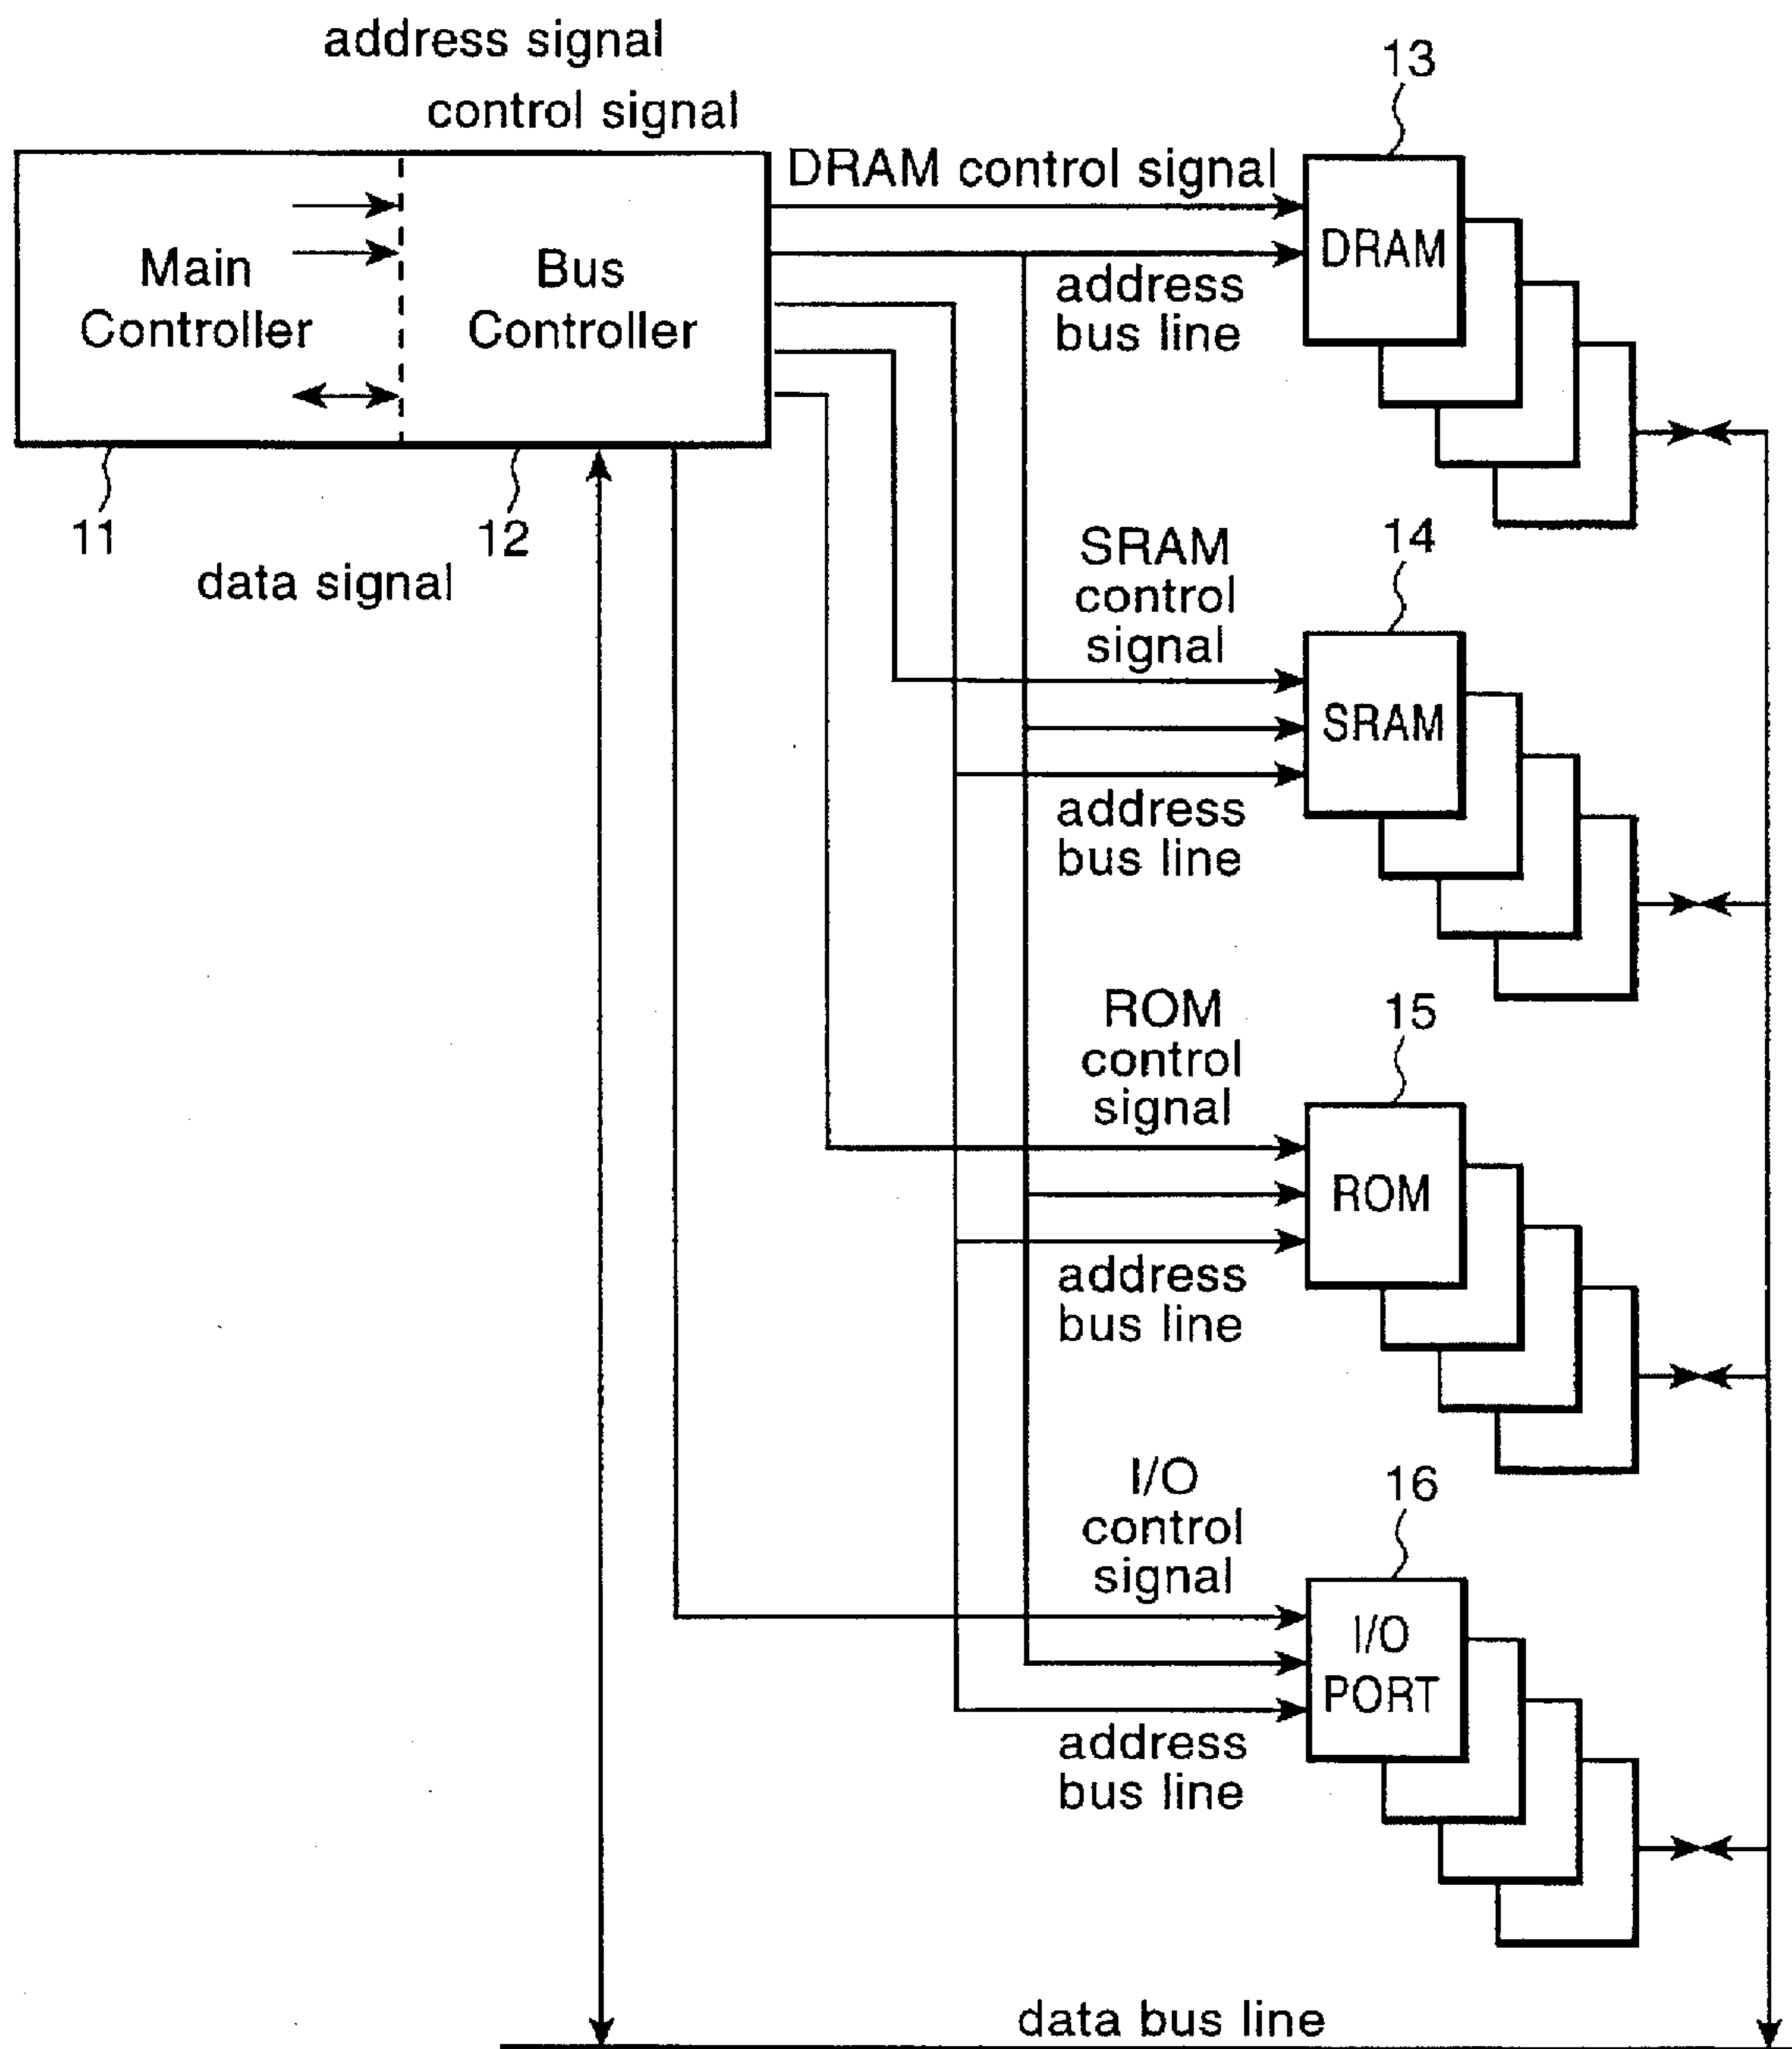 address signal
control signal
13
DRAM control signal
Main
Controller
Bus
Controller
DRAM
address
bus line
11
12
data signal
SRAM
control
signal
14
SRAM
address
bus line
ROM
control
signal
15
ROM
address
bus line
I/O
control
signal
16
I/O
PORT
address
bus line
data bus line